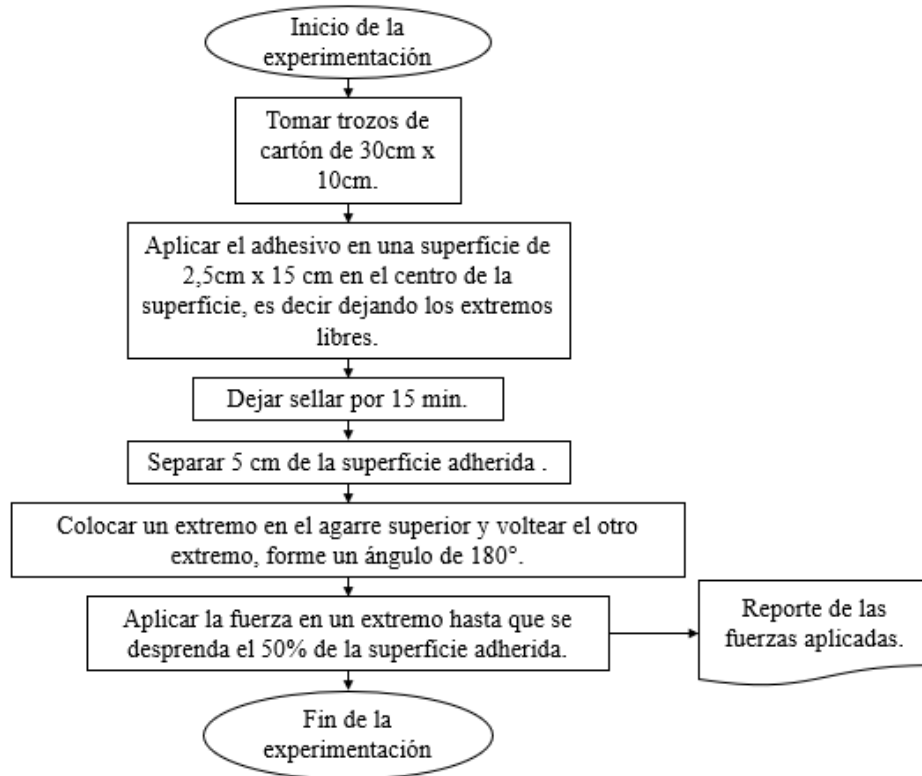 Inicio de la
experimentación
Tomar trozos de
cartón de 30cm x
10cm.
Aplicar el adhesivo en una superficie de
2,5cm x 15 cm en el centro de la
superficie, es decir dejando los extremos
libres.
Dejar sellar por 15 min.
Separar 5 cm de la superficie adherida .
Colocar un extremo en el agarre superior y voltear el otro
extremo, forme un ángulo de 180°.
Aplicar la fuerza en un extremo hasta que se
desprenda el 50% de la superficie adherida.
Reporte de las
fuerzas aplicadas.
Fin de la
experimentación